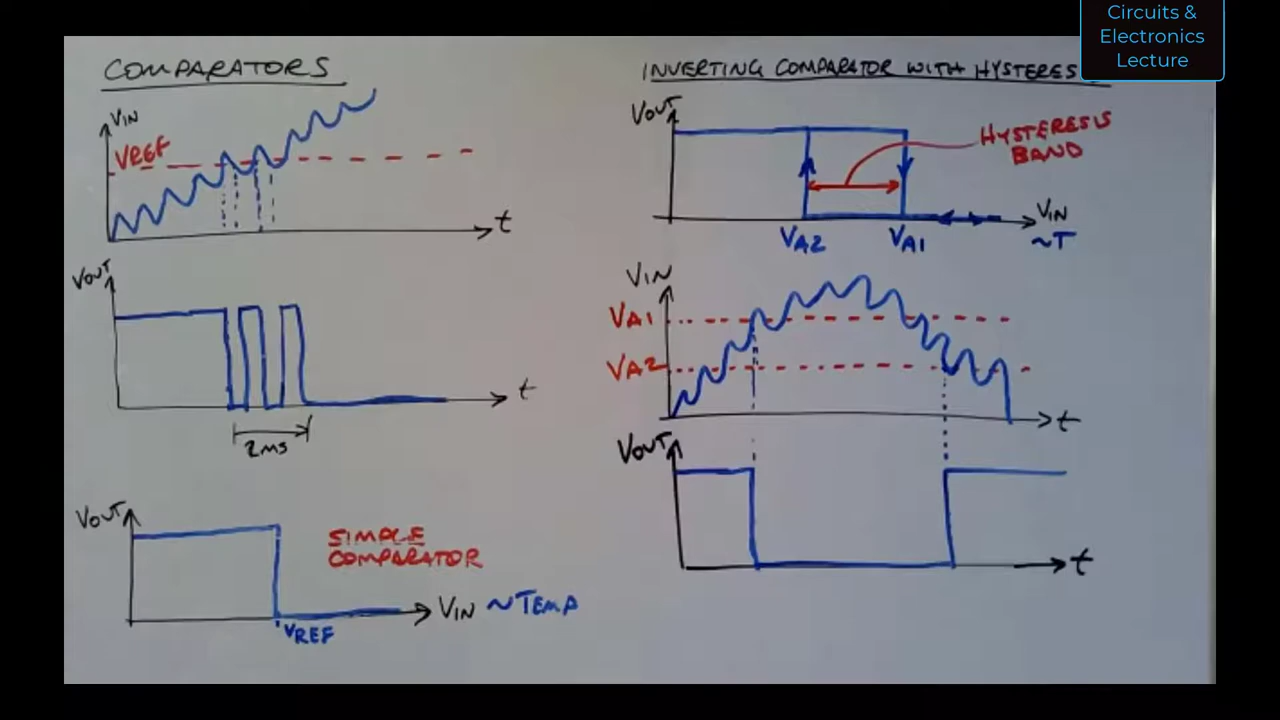 Circuits &
Electronics
Lecture
COMPARATORS
VIN
VREF
t
VOUT
t
2ms
VOUT
SIMPLE
COMPARATOR
VREF
VIN ~TEMP
INVERTING COMPARATOR WITH HYSTERES
VOUT
HYSTERESIS
BAND
VA2
VA1
VIN
~T
VIN
VA1
VA2
t
VOUT
t